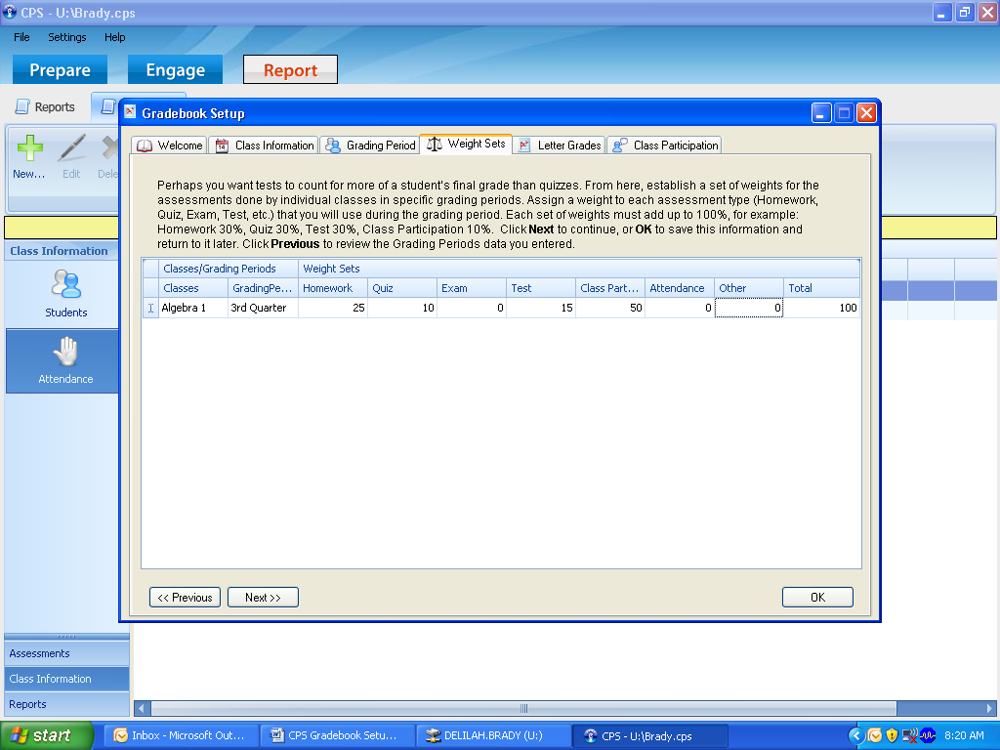 CPS - U:\Brady.cps
File Settings Help
Prepare Engage Report
Reports
Gradebook Setup
Welcome Class Information Grading Period Weight Sets Letter Grades Class Participation
New... Edit Dele
Perhaps you want tests to count for more of a student's final grade than quizzes. From here, establish a set of weights for the
assessments done by individual classes in specific grading periods. Assign a weight to each assessment type (Homework,
Quiz, Exam, Test, etc.) that you will use during the grading period. Each set of weights must add up to 100%, for example:
Homework 30%, Quiz 30%, Test 30%, Class Participation 10%. Click Next to continue, or OK to save this information and
return to it later. Click Previous to review the Grading Periods data you entered.
Class Information
Students
Attendance
Classes/Grading Periods Weight Sets
Classes GradingPe... Homework Quiz Exam Test Class Part... Attendance Other Total
Algebra 1 3rd Quarter 25 10 0 15 50 0 0 100
<< Previous Next >> OK
Assessments
Class Information
Reports
start Inbox - Microsoft Out... CPS Gradebook Setu... DELILAH.BRADY (U:) CPS - U:\Brady.cps 8:20 AM